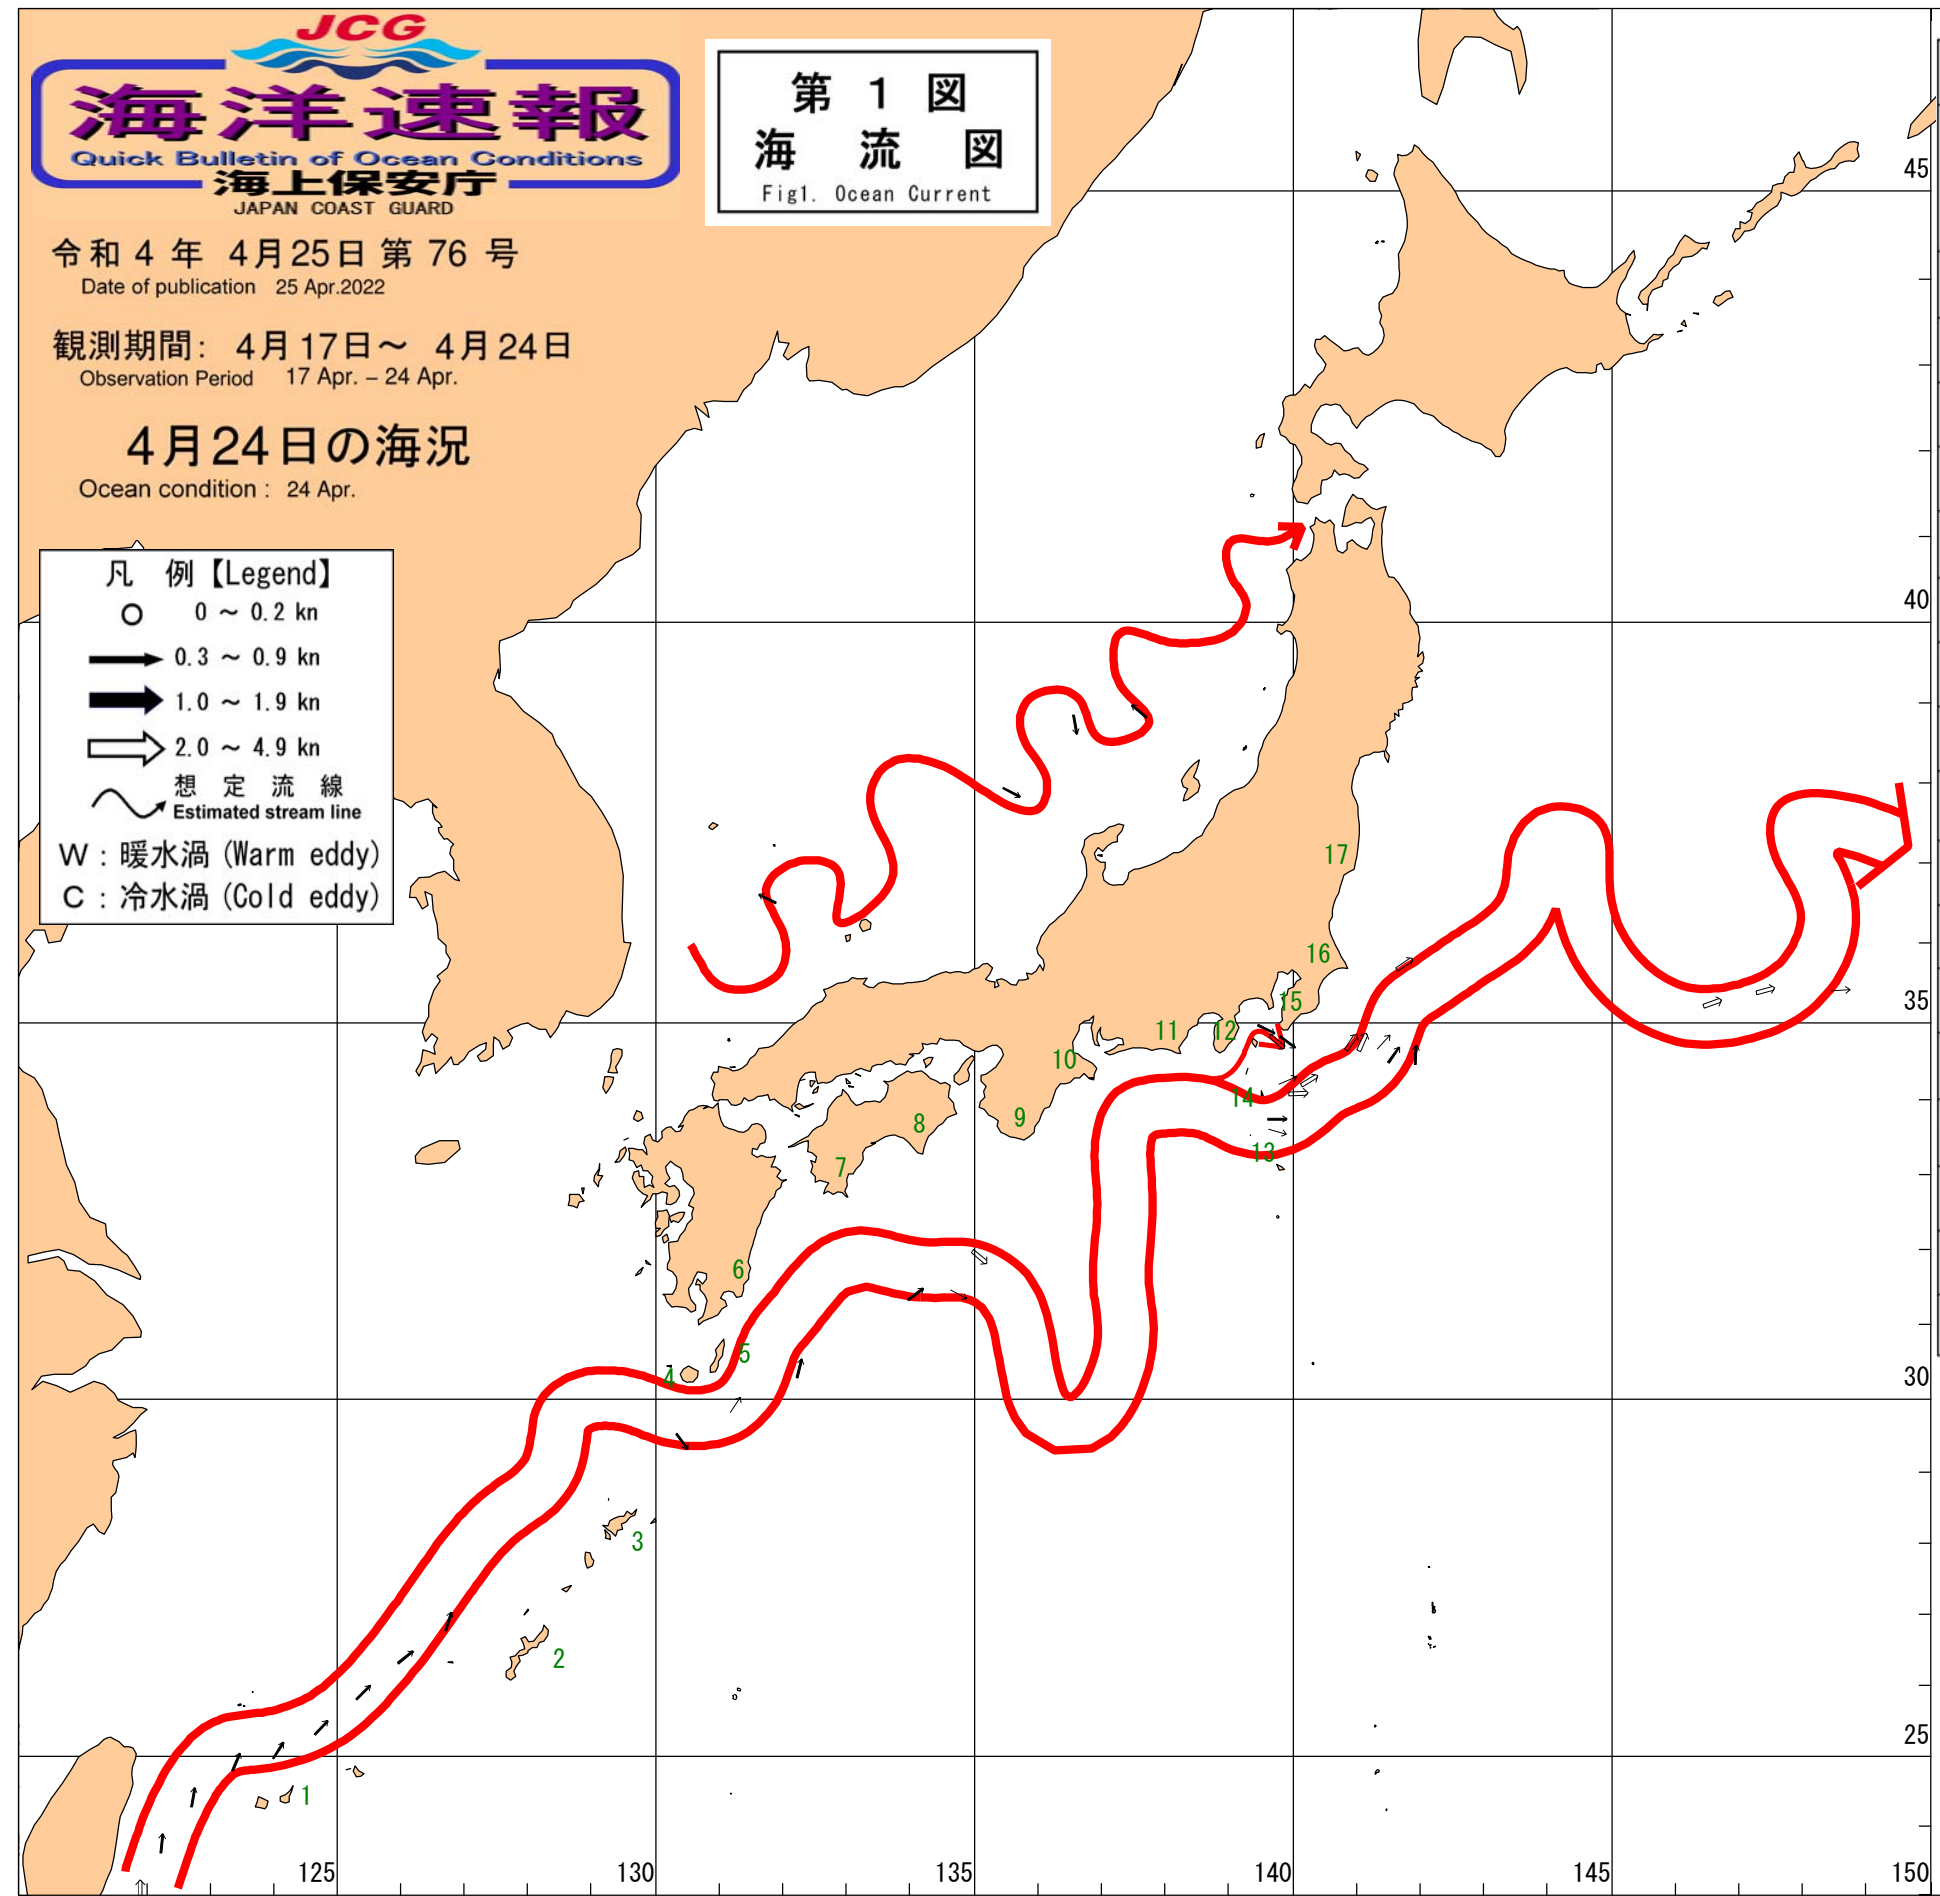 JCG
海洋速報
Quick Bulletin of Ocean Conditions
海上保安庁
JAPAN COAST GUARD
第 1 図
海 流 図
Fig1. Ocean Current
令和 4 年 4月25日 第 76 号
Date of publication 25 Apr.2022
観測期間: 4月17日～ 4月24日
Observation Period 17 Apr. – 24 Apr.
4月24日の海況
Ocean condition : 24 Apr.
凡 例【Legend】
0 ～ 0.2 kn
0.3 ～ 0.9 kn
1.0 ～ 1.9 kn
2.0 ～ 4.9 kn
想 定 流 線
Estimated stream line
W : 暖水渦 (Warm eddy)
C : 冷水渦 (Cold eddy)
45
40
35
30
25
17
16
15
12
11
10
14
13
9
8
7
6
5
4
3
2
1
125
130
135
140
145
150